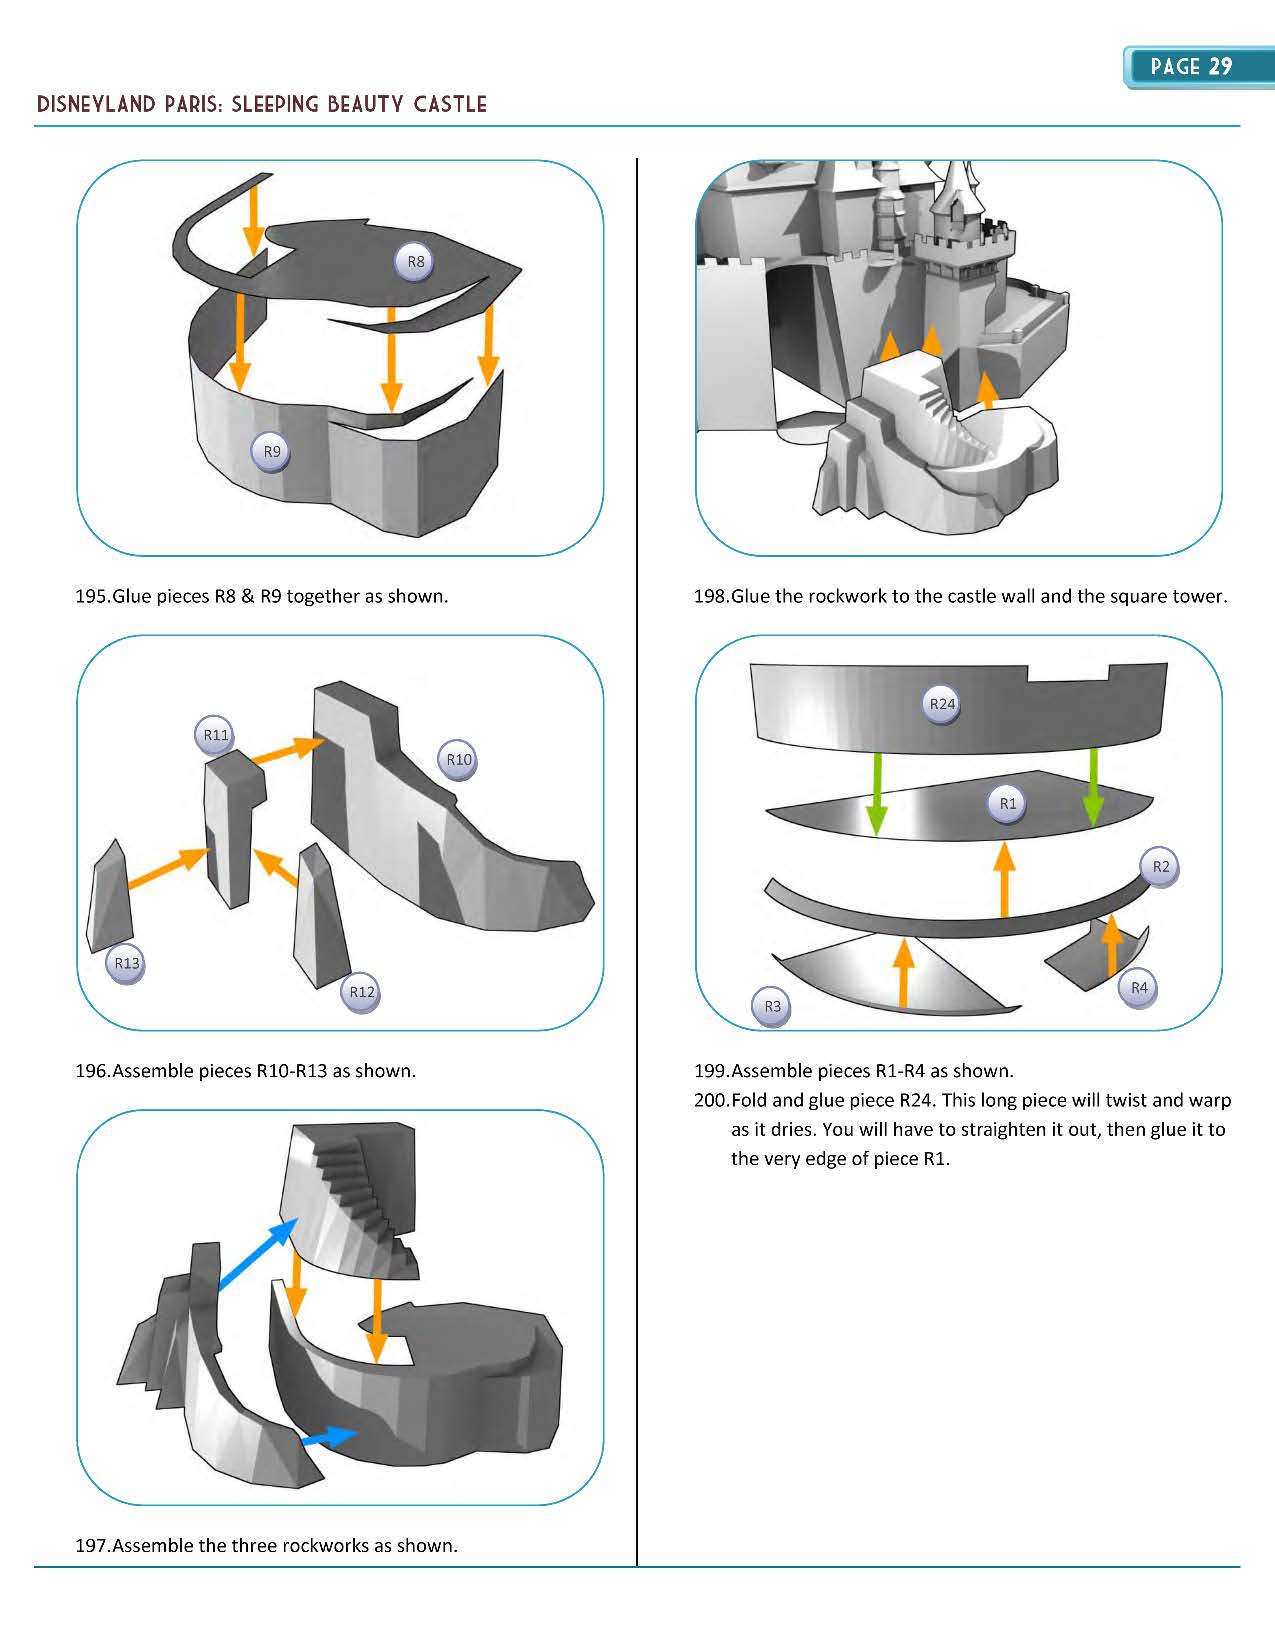 PAGE 29
DISNEYLAND PARIS: SLEEPING BEAUTY CASTLE
R8
R9
195.Glue pieces R8 & R9 together as shown.
R11
R10
R13
R12
196.Assemble pieces R10-R13 as shown.
197.Assemble the three rockworks as shown.
198.Glue the rockwork to the castle wall and the square tower.
R24
R1
R2
R4
R3
199.Assemble pieces R1-R4 as shown.
200.Fold and glue piece R24. This long piece will twist and warp
as it dries. You will have to straighten it out, then glue it to
the very edge of piece R1.